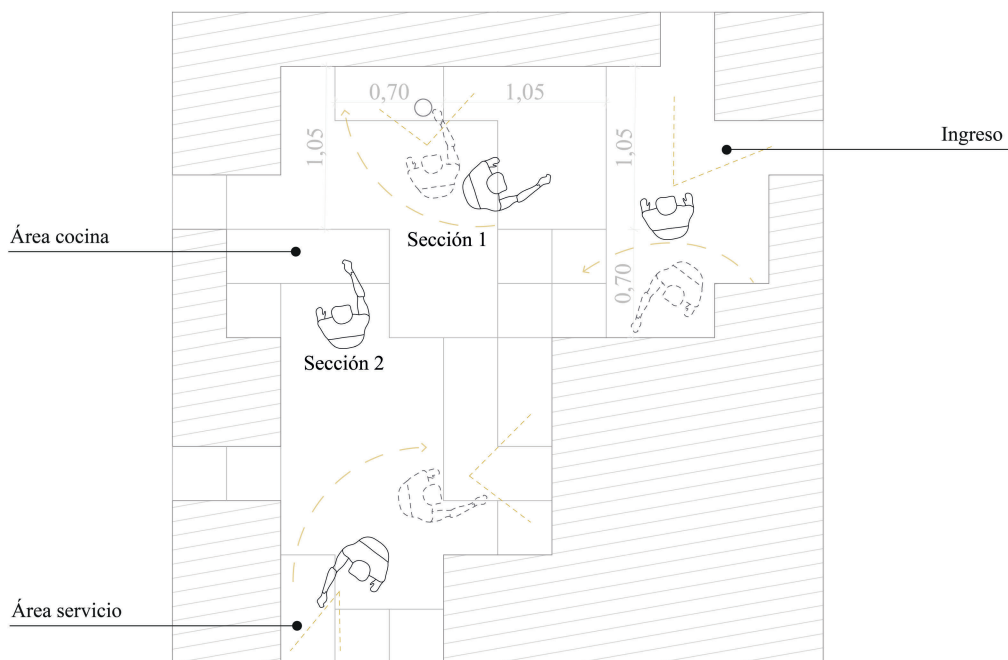 0,70
1,05
1,05
1,05
Ingreso
Área cocina
Sección 1
0,70
Sección 2
Área servicio